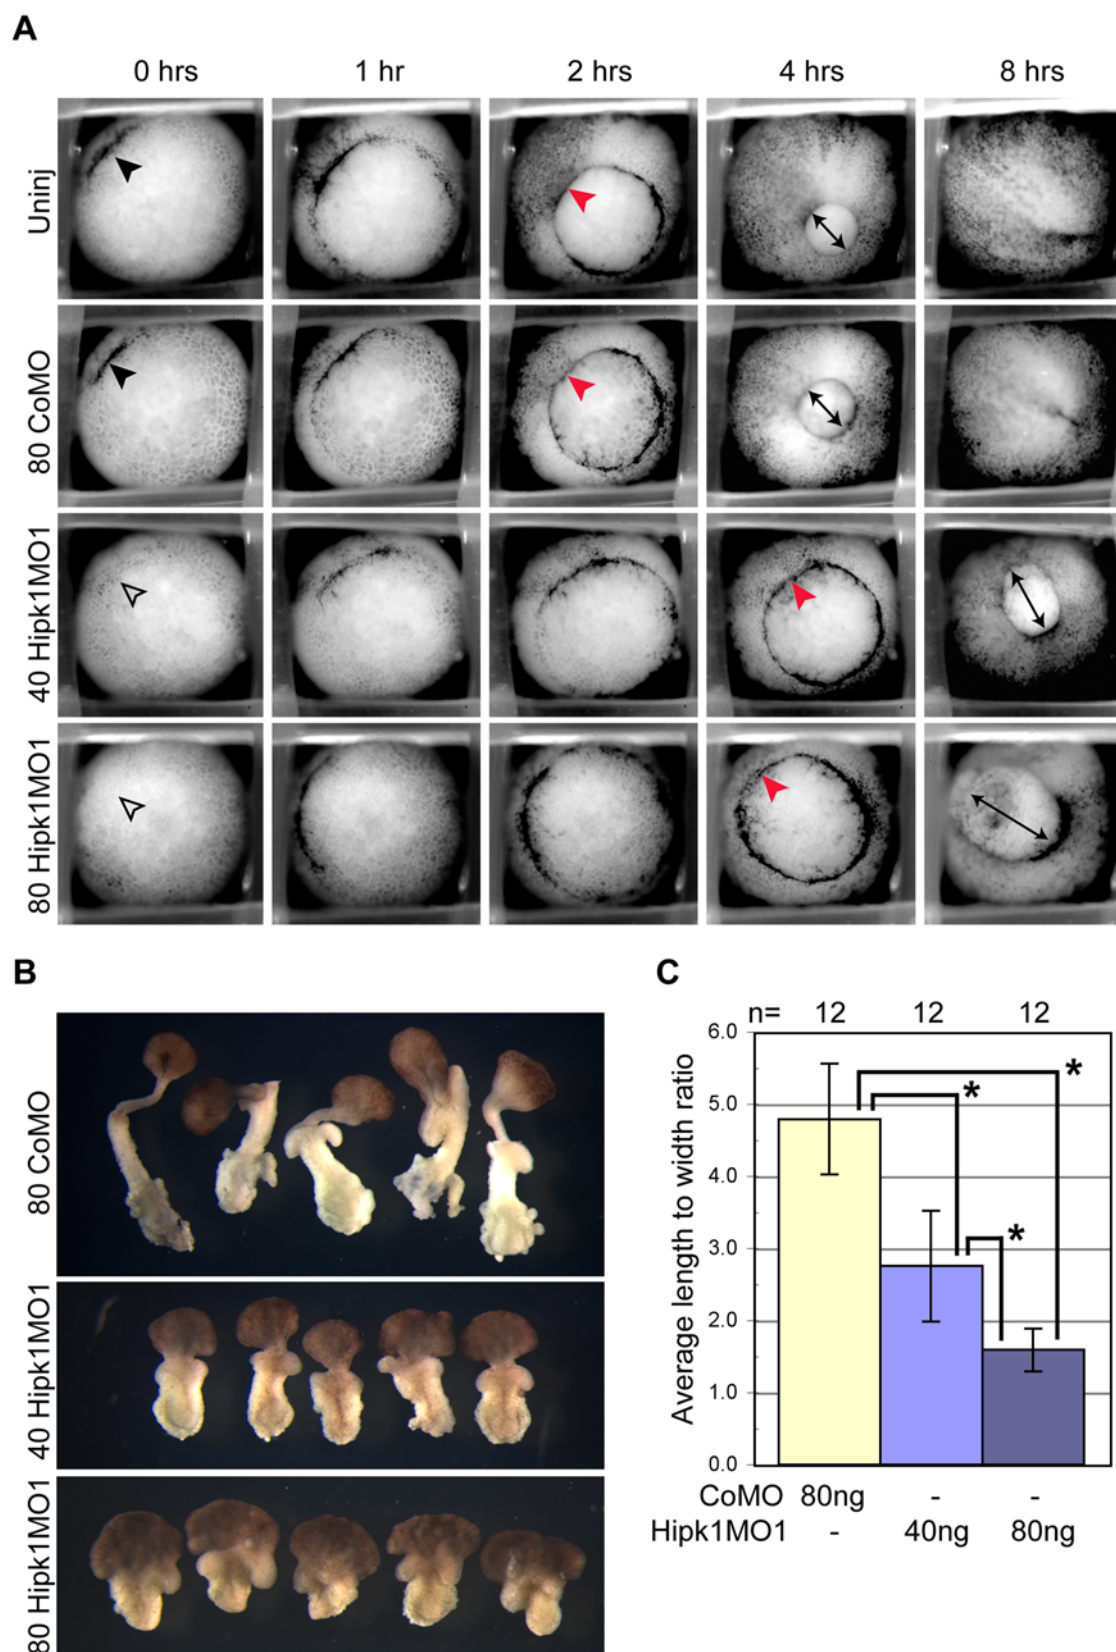 A
0 hrs 1 hr 2 hrs 4 hrs 8 hrs
Uninj
80 CoMO
40 Hipk1MO1
80 Hipk1MO1
B
80 CoMO
40 Hipk1MO1
80 Hipk1MO1
C
n= 12 12 12
Average length to width ratio
6.0
5.0
4.0
3.0
2.0
1.0
0.0
*
*
*
CoMO 80ng - -
Hipk1MO1 - 40ng 80ng